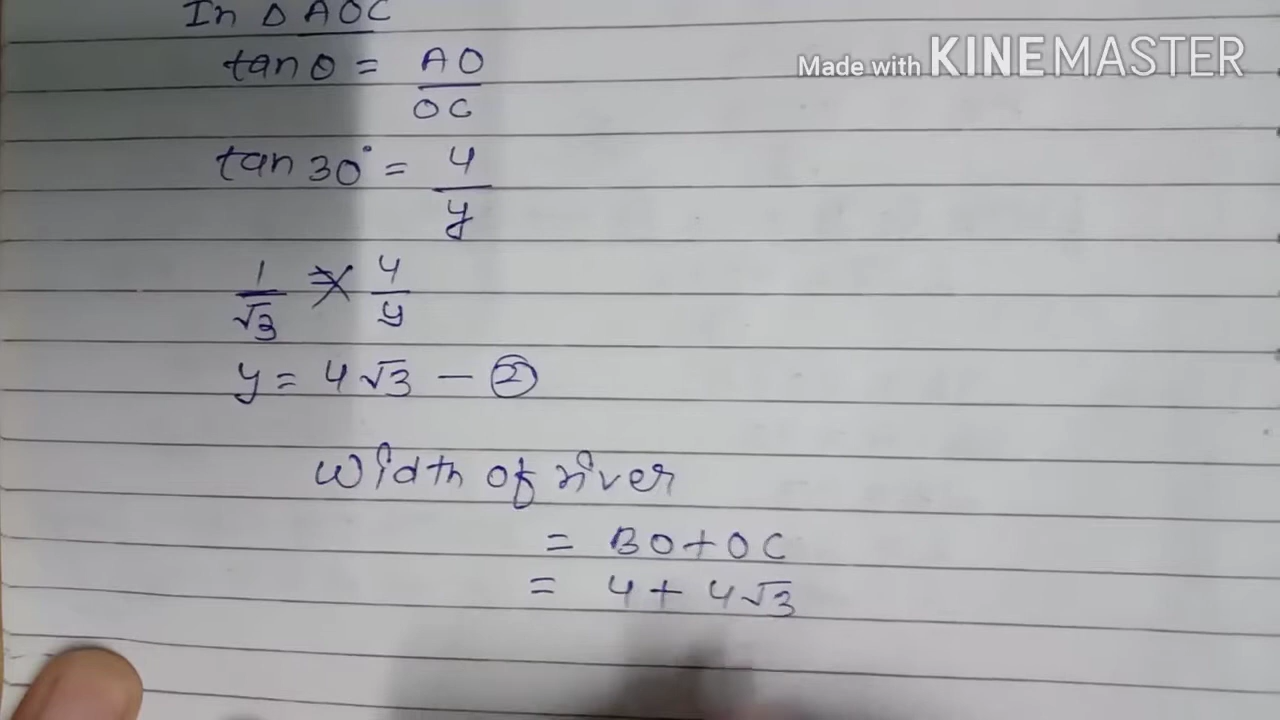 In Δ AOC
Made with KINEMASTER
tanθ = AO/OC
tan 30° = 4/y
1/√3 = 4/y
y = 4√3 — ②
Width of river
= BO + OC
= 4 + 4√3